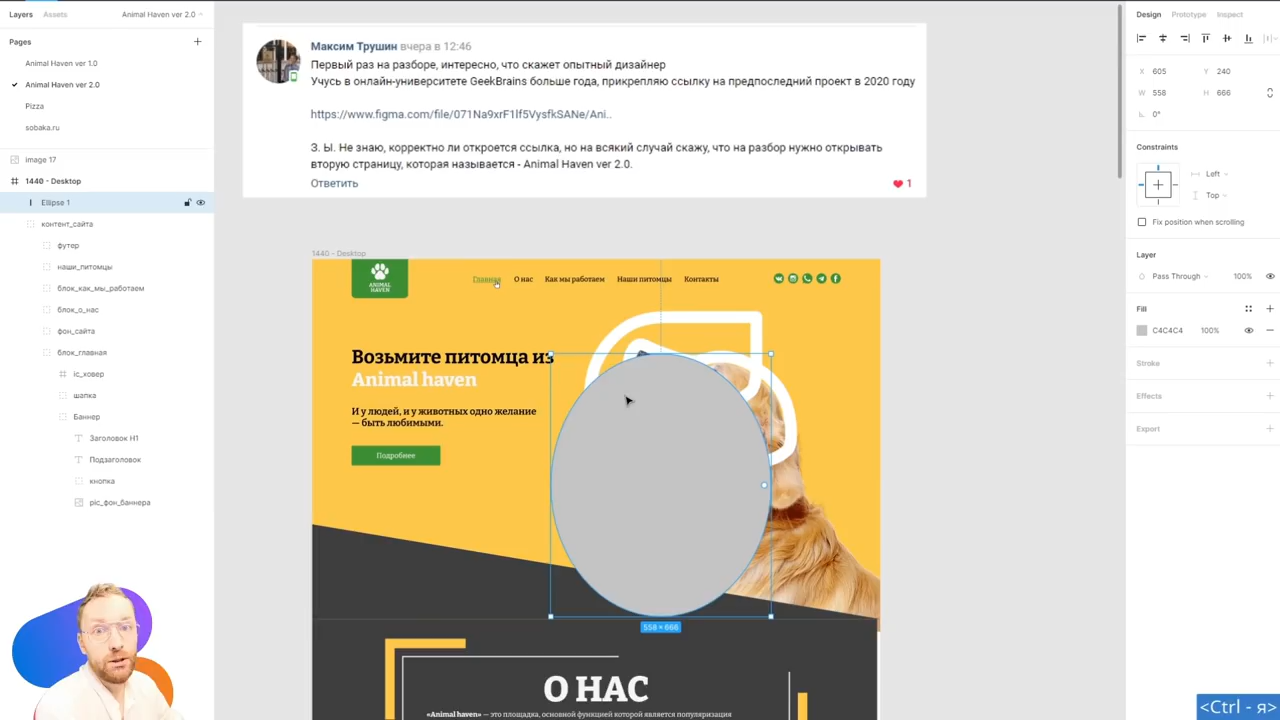 Layers
Assets
Animal Haven ver 2.0
Pages
Animal Haven ver 1.0
Animal Haven ver 2.0
Pizza
sobaka.ru
image 17
1440 - Desktop
Ellipse 1
контент_сайта
футер
наши_питомцы
блок_как_мы_работаем
блок_о_нас
фон_сайта
блок_главная
ic_ковер
шапка
Баннер
Заголовок H1
Подзаголовок
кнопка
pic_фон_баннера
Максим Трушин вчера в 12:46
Первый раз на разборе, интересно, что скажет опытный дизайнер
Учусь в онлайн-университете GeekBrains больше года, прикрепляю ссылку на предпоследний проект в 2020 году
https://www.figma.com/file/071Na9xrF1lf5VysfkSANe/Ani..
З. Ы. Не знаю, корректно ли откроется ссылка, но на всякий случай скажу, что на разбор нужно открывать
вторую страницу, которая называется - Animal Haven ver 2.0.
Ответить
1
1440 - Desktop
ANIMAL
HAVEN
Главная О нас Как мы работаем Наши питомцы Контакты
Возьмите питомца из
Animal haven
И у людей, и у животных одно желание
— быть любимыми.
Подробнее
558 × 666
О НАС
«Animal haven» — это площадка, основной функцией которой является популяризация
Design
Prototype
Inspect
X 605 Y 240
W 558 H 666
0°
Constraints
Left
Top
Fix position when scrolling
Layer
Pass Through 100%
Fill
C4C4C4 100%
Stroke
Effects
Export
<Ctrl - я>